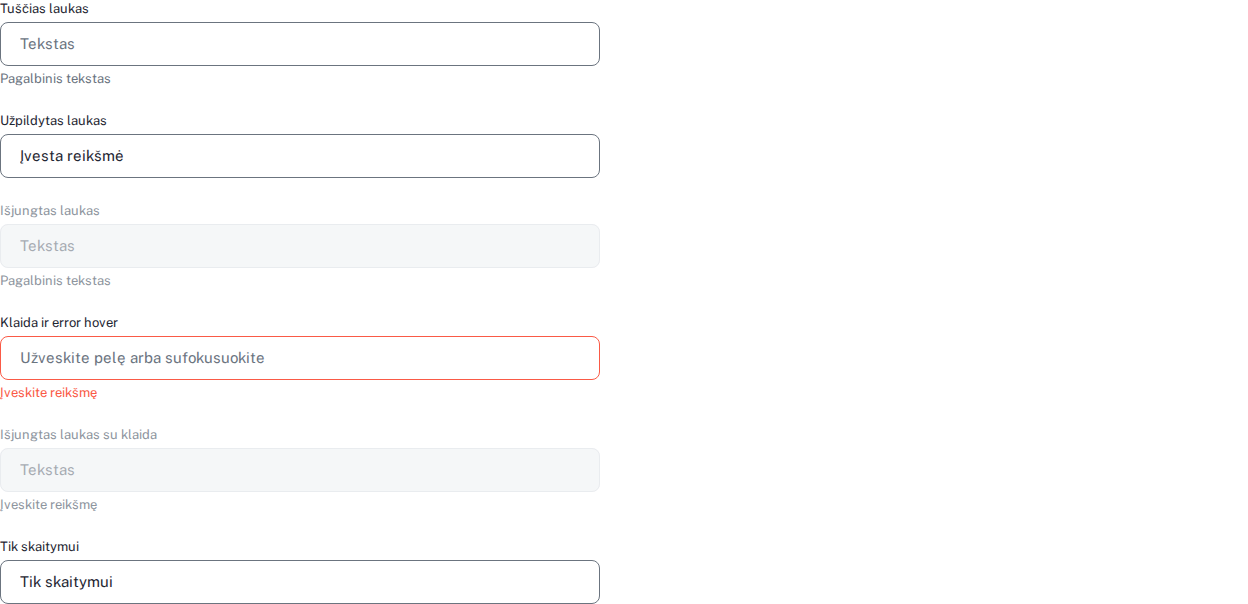 Tuščias laukas
Tekstas
Pagalbinis tekstas
Užpildytas laukas
Įvesta reikšmė
Išjungtas laukas
Tekstas
Pagalbinis tekstas
Klaida ir error hover
Užveskite pelę arba sufokusuokite
Įveskite reikšmę
Išjungtas laukas su klaida
Tekstas
Įveskite reikšmę
Tik skaitymui
Tik skaitymui